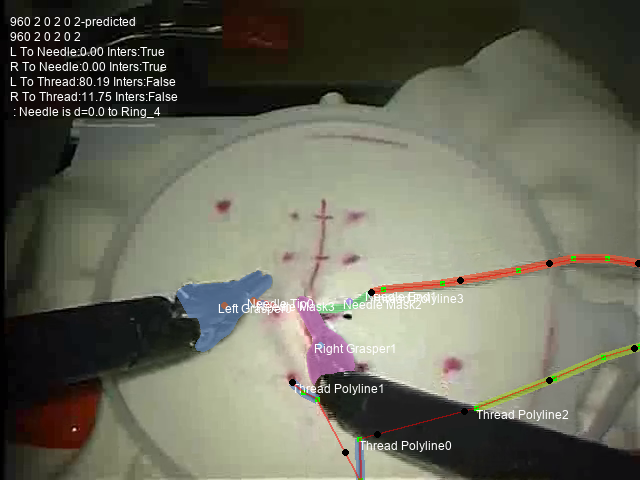 960 2 0 2 0 2-predicted
960 2 0 2 0 2
L To Needle:0.00 Inters:True
R To Needle:0.00 Inters:True
L To Thread:80.19 Inters:False
R To Thread:11.75 Inters:False
: Needle is d=0.0 to Ring_4
Needle Tip0
Left Grasper
Mask3
Needle Mask2
Polyline3
Right Grasper1
Thread Polyline1
Thread Polyline2
Thread Polyline0